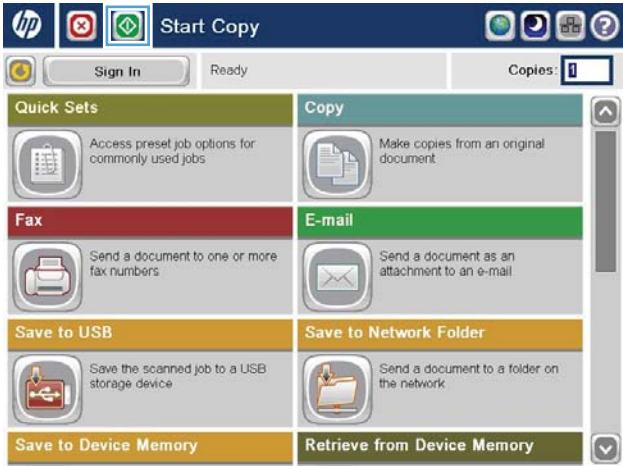 hp
Start Copy
Sign In
Ready
Copies: 1
Quick Sets
Access preset job options for
commonly used jobs
Copy
Make copies from an original
document
Fax
Send a document to one or more
fax numbers
E-mail
Send a document as an
attachment to an e-mail
Save to USB
Save the scanned job to a USB
storage device
Save to Network Folder
Send a document to a folder on
the network
Save to Device Memory
Retrieve from Device Memory